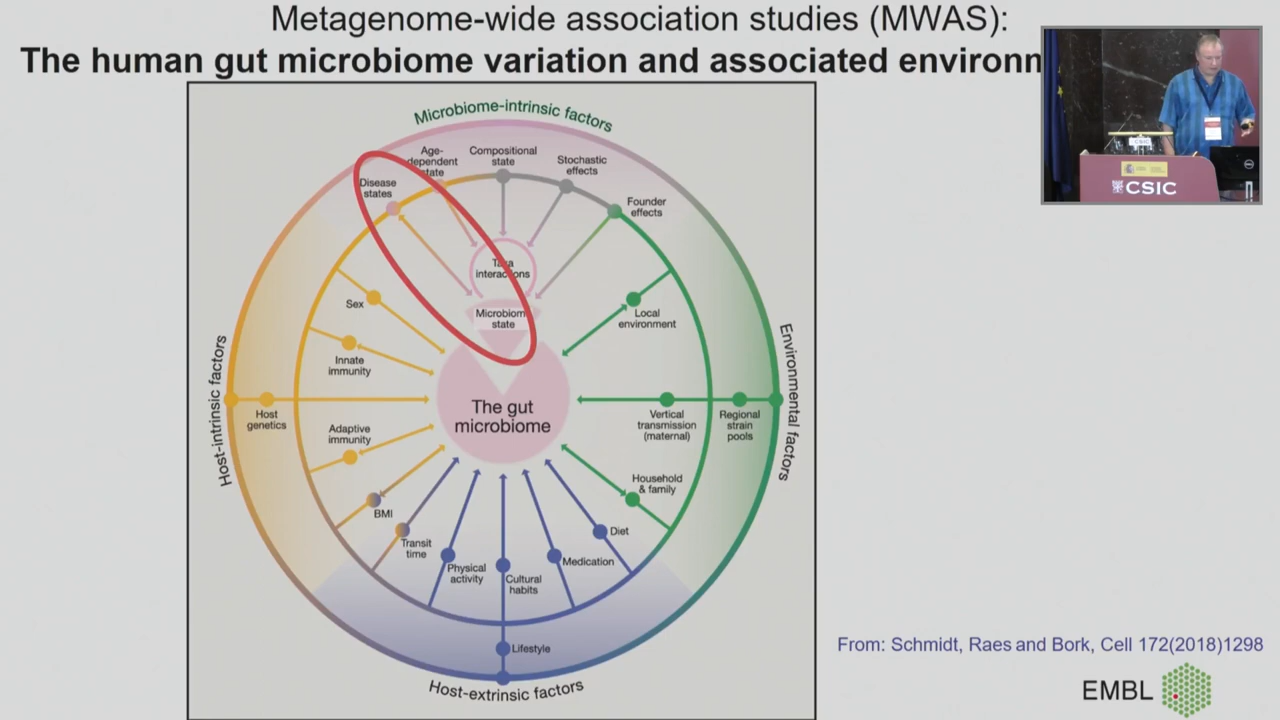 Metagenome-wide association studies (MWAS):
The human gut microbiome variation and associated
Microbiome-intrinsic factors
Age-
dependent
state
Compositional
state
Stochastic
effects
Disease
states
Founder
effects
Taxa
interactions
Microbiome
state
Sex
Local
environment
Innate
immunity
Host-intrinsic factors
Host
genetics
The gut
microbiome
Vertical
transmission
(maternal)
Regional
strain
pools
Environmental factors
Adaptive
immunity
Household
& family
BMI
Transit
time
Diet
Physical
activity
Cultural
habits
Medication
Lifestyle
Host-extrinsic factors
From: Schmidt, Raes and Bork, Cell 172(2018)1298
EMBL
CSIC
CSIC